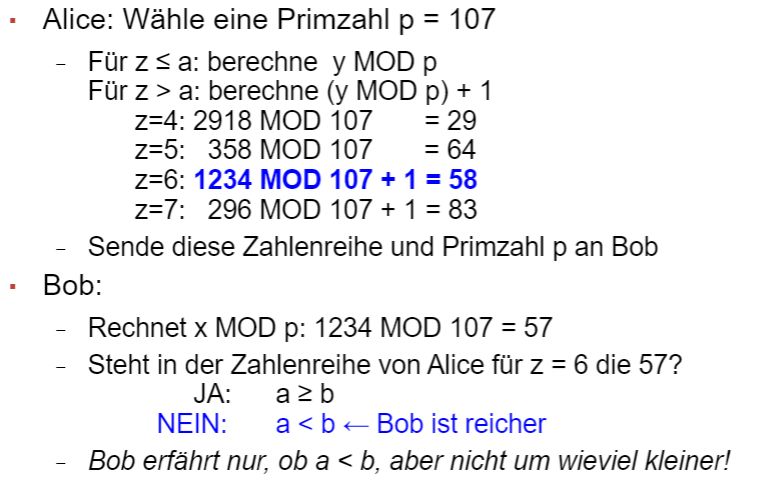 ▪ Alice: Wähle eine Primzahl p = 107
– Für z ≤ a: berechne y MOD p
Für z > a: berechne (y MOD p) + 1
z=4: 2918 MOD 107 = 29
z=5: 358 MOD 107 = 64
z=6: 1234 MOD 107 + 1 = 58
z=7: 296 MOD 107 + 1 = 83
– Sende diese Zahlenreihe und Primzahl p an Bob
▪ Bob:
– Rechnet x MOD p: 1234 MOD 107 = 57
– Steht in der Zahlenreihe von Alice für z = 6 die 57?
JA: a ≥ b
NEIN: a < b ← Bob ist reicher
– Bob erfährt nur, ob a < b, aber nicht um wieviel kleiner!